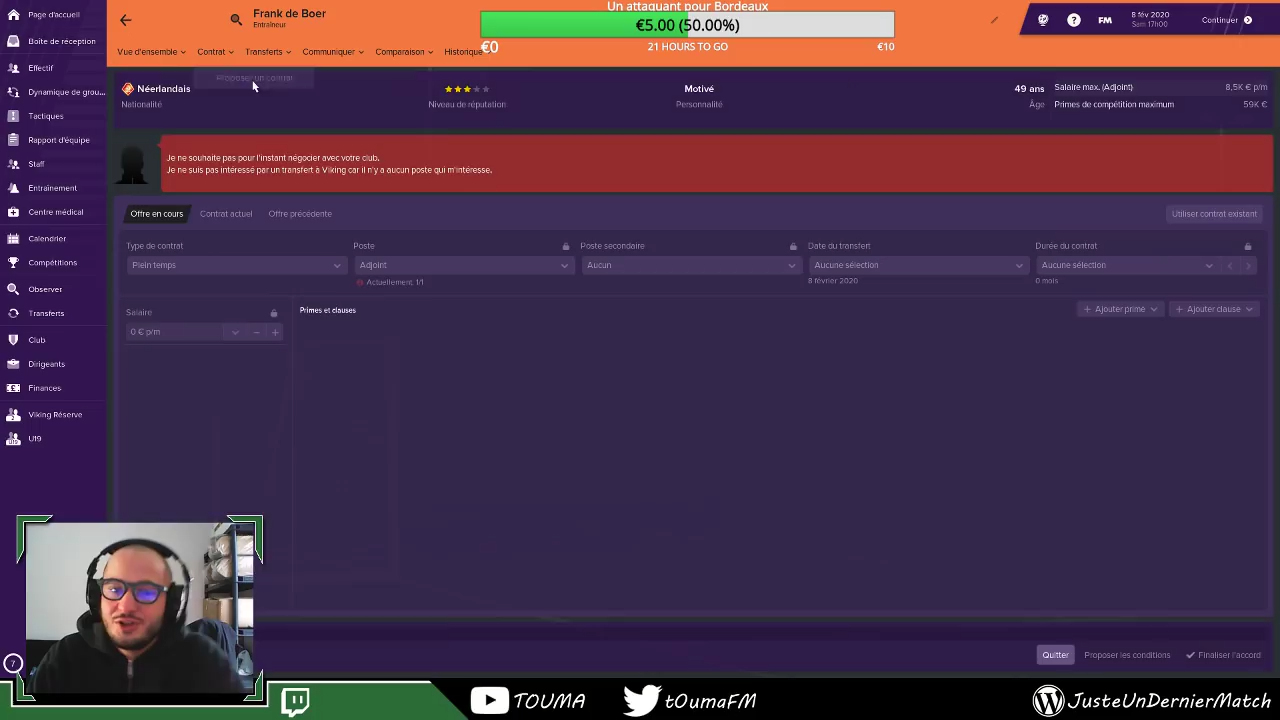 Frank de Boer
Entraîneur
Un attaquant pour Bordeaux
€5.00 (50.00%)
€0
21 HOURS TO GO
€10
FM
8 fév 2020
Sam 17h00
Continuer
Vue d'ensemble
Contrat
Transferts
Communiquer
Comparaison
Historique
Proposer un contrat
Page d'accueil
Boîte de réception
Effectif
Dynamique de grou...
Tactiques
Rapport d'équipe
Staff
Entraînement
Centre médical
Calendrier
Compétitions
Observer
Transferts
Club
Dirigeants
Finances
Viking Réserve
U19
Néerlandais
Nationalité
Niveau de réputation
Motivé
Personnalité
49 ans
Âge
Salaire max. (Adjoint)
8,5K € p/m
Primes de compétition maximum
59K €
Je ne souhaite pas pour l'instant négocier avec votre club.
Je ne suis pas intéressé par un transfert à Viking car il n'y a aucun poste qui m'intéresse.
Offre en cours
Contrat actuel
Offre précédente
Utiliser contrat existant
Type de contrat
Plein temps
Poste
Adjoint
Actuellement 1/1
Poste secondaire
Aucun
Date du transfert
Aucune sélection
8 février 2020
Durée du contrat
Aucune sélection
0 mois
Salaire
0 € p/m
Primes et clauses
Ajouter prime
Ajouter clause
Quitter
Proposer les conditions
Finaliser l'accord
7
TOUMA
tOumaFM
JusteUnDernierMatch